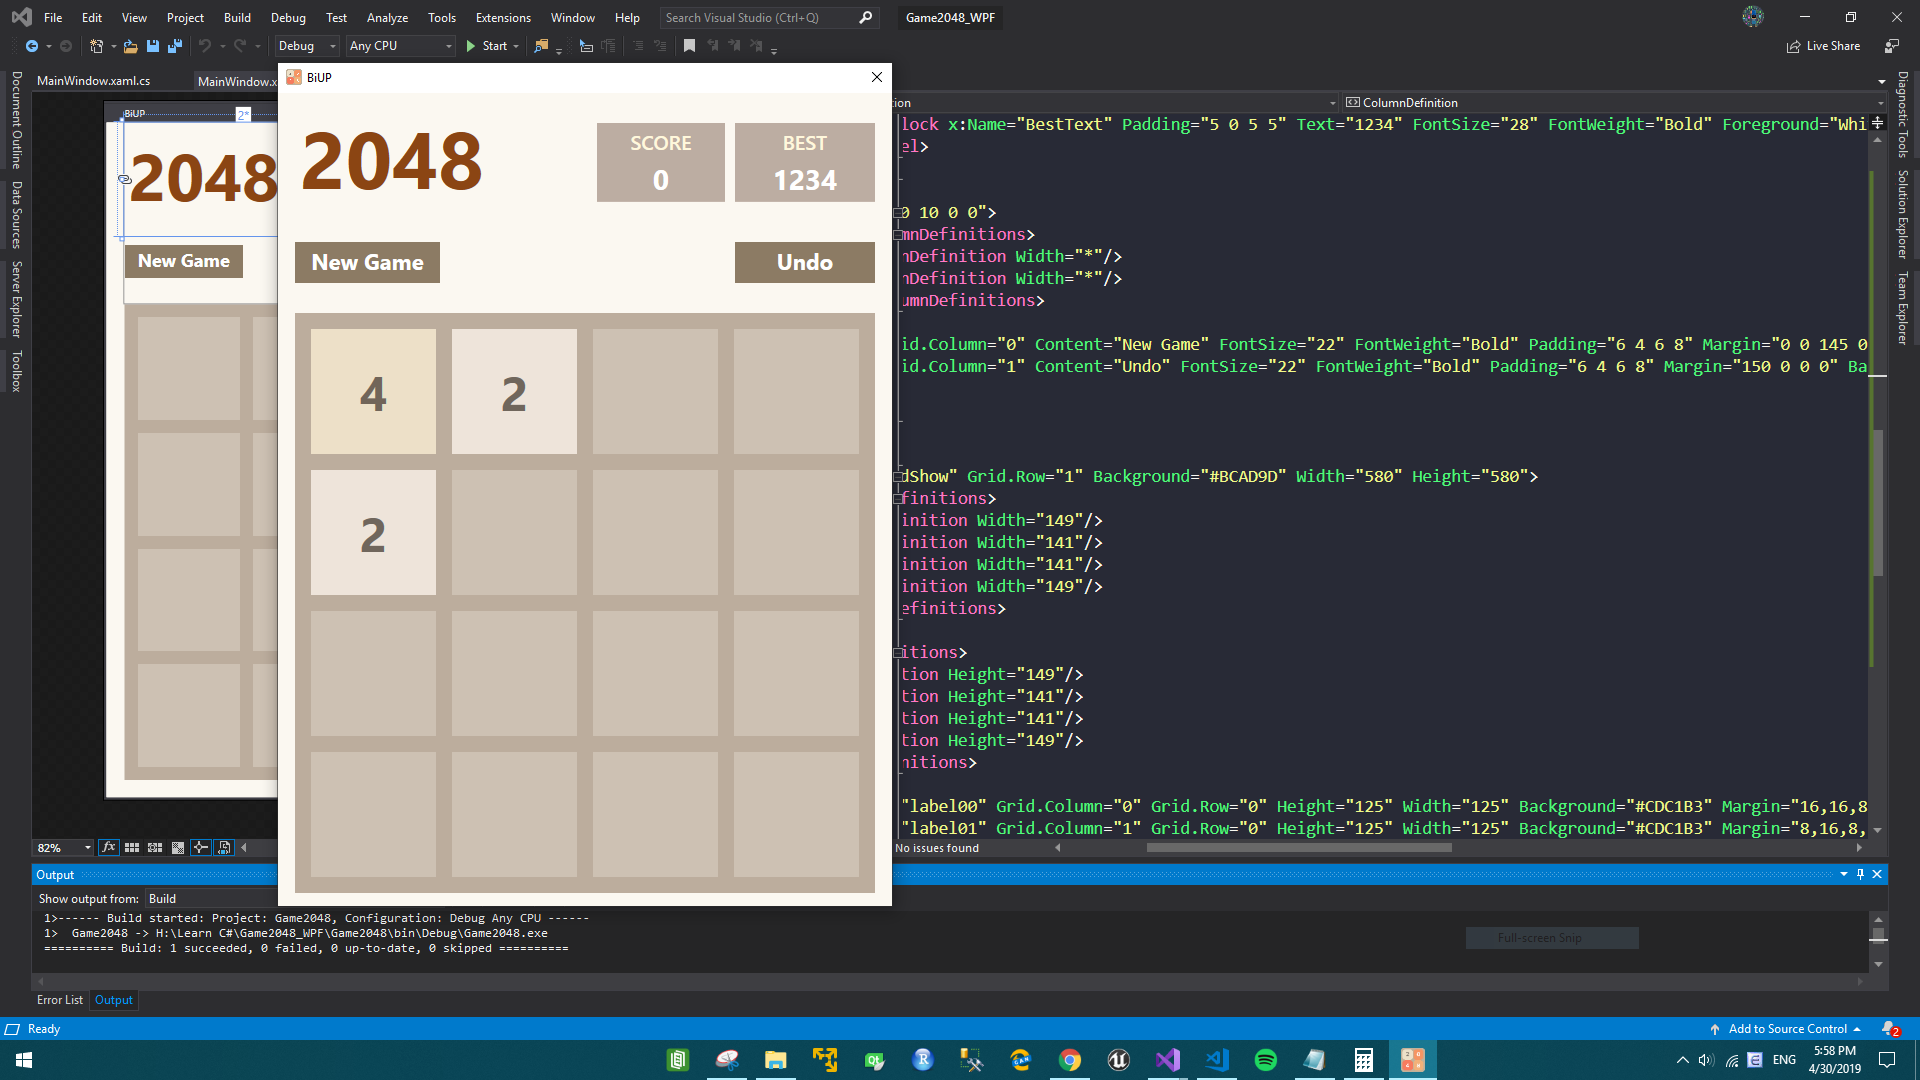 File Edit View Project Build Debug Test Analyze Tools Extensions Window Help Search Visual Studio (Ctrl+Q) Game2048_WPF
Debug Any CPU Start Live Share
MainWindow.xaml.cs MainWindow.x
BiUP
Document Outline
Data Sources
Server Explorer
Toolbox
BiUP
2*
2048
New Game
2048
SCORE
0
BEST
1234
New Game Undo
4 2
2
ion ColumnDefinition
lock x:Name="BestText" Padding="5 0 5 5" Text="1234" FontSize="28" FontWeight="Bold" Foreground="Whi
el>
0 10 0 0">
mnDefinitions>
nDefinition Width="*"/>
nDefinition Width="*"/>
umnDefinitions>
id.Column="0" Content="New Game" FontSize="22" FontWeight="Bold" Padding="6 4 6 8" Margin="0 0 145 0
id.Column="1" Content="Undo" FontSize="22" FontWeight="Bold" Padding="6 4 6 8" Margin="150 0 0 0" Ba
dShow" Grid.Row="1" Background="#BCAD9D" Width="580" Height="580">
finitions>
inition Width="149"/>
inition Width="141"/>
inition Width="141"/>
inition Width="149"/>
efinitions>
itions>
tion Height="149"/>
tion Height="141"/>
tion Height="141"/>
tion Height="149"/>
nitions>
"label00" Grid.Column="0" Grid.Row="0" Height="125" Width="125" Background="#CDC1B3" Margin="16,16,8
"label01" Grid.Column="1" Grid.Row="0" Height="125" Width="125" Background="#CDC1B3" Margin="8,16,8,
Diagnostic Tools
Solution Explorer
Team Explorer
82% fx No issues found
Output
Show output from: Build
1>------ Build started: Project: Game2048, Configuration: Debug Any CPU ------
1>  Game2048 -> H:\Learn C#\Game2048_WPF\Game2048\bin\Debug\Game2048.exe
========== Build: 1 succeeded, 0 failed, 0 up-to-date, 0 skipped ==========
Full-screen Snip
Error List Output
Ready Add to Source Control 2
ENG
5:58 PM
4/30/2019